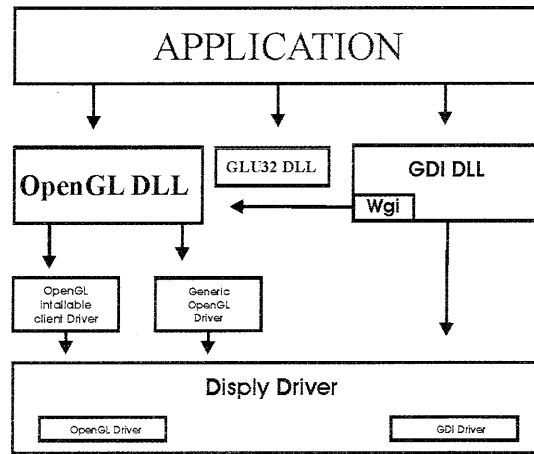 APPLICATION
OpenGL DLL
GLU32 DLL
GDI DLL
Wgi
OpenGL
intallable
client Driver
Generic
OpenGL
Driver
Disply Driver
OpenGL Driver
GDI Driver